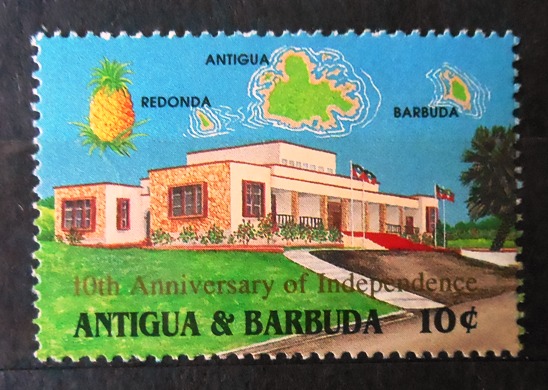 ANTIGUA
REDONDA
BARBUDA
10th Anniversary of Independence
ANTIGUA & BARBUDA 10¢